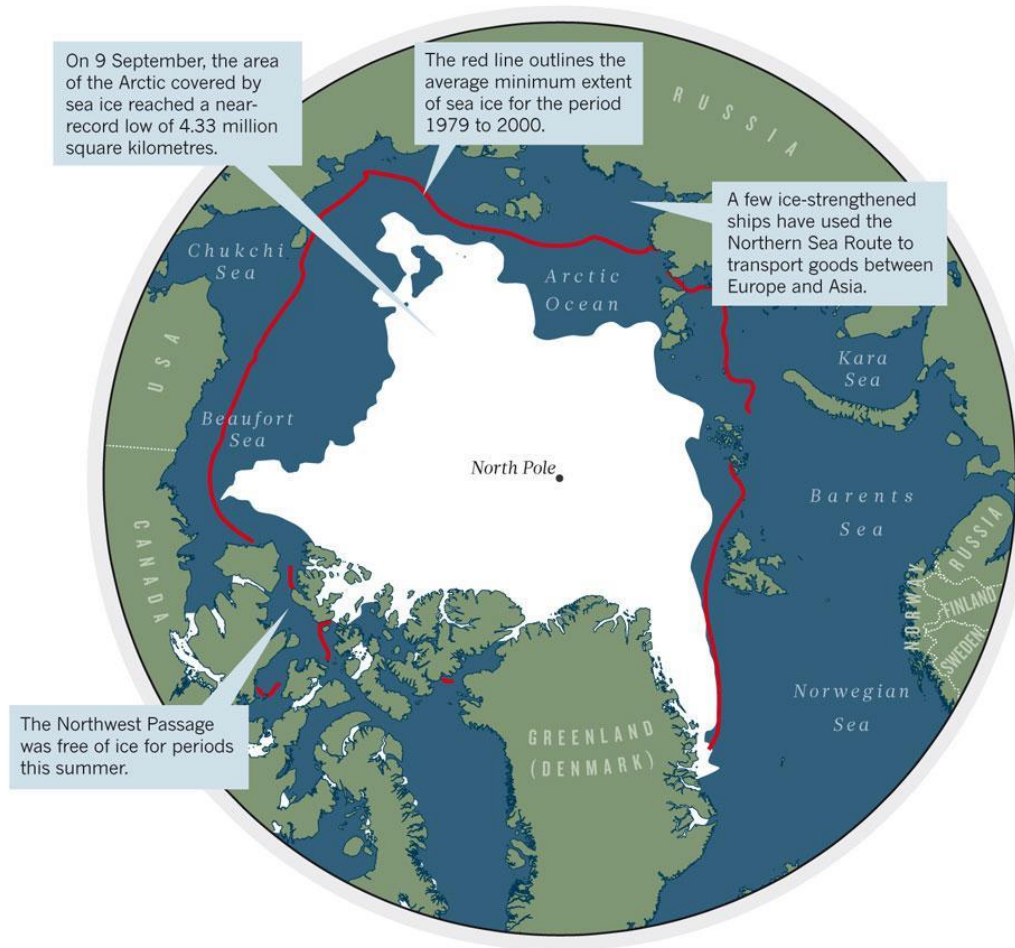 On 9 September, the area
of the Arctic covered by
sea ice reached a near-
record low of 4.33 million
square kilometres.
The red line outlines the
average minimum extent
of sea ice for the period
1979 to 2000.
RUSSIA
A few ice-strengthened
ships have used the
Northern Sea Route to
transport goods between
Europe and Asia.
Chukchi
Sea
Arctic
Ocean
Kara
Sea
USA
Beaufort
Sea
North Pole
Barents
Sea
CANADA
RUSSIA
NORWAY
FINLAND
SWEDEN
Norwegian
Sea
The Northwest Passage
was free of ice for periods
this summer.
GREENLAND
(DENMARK)